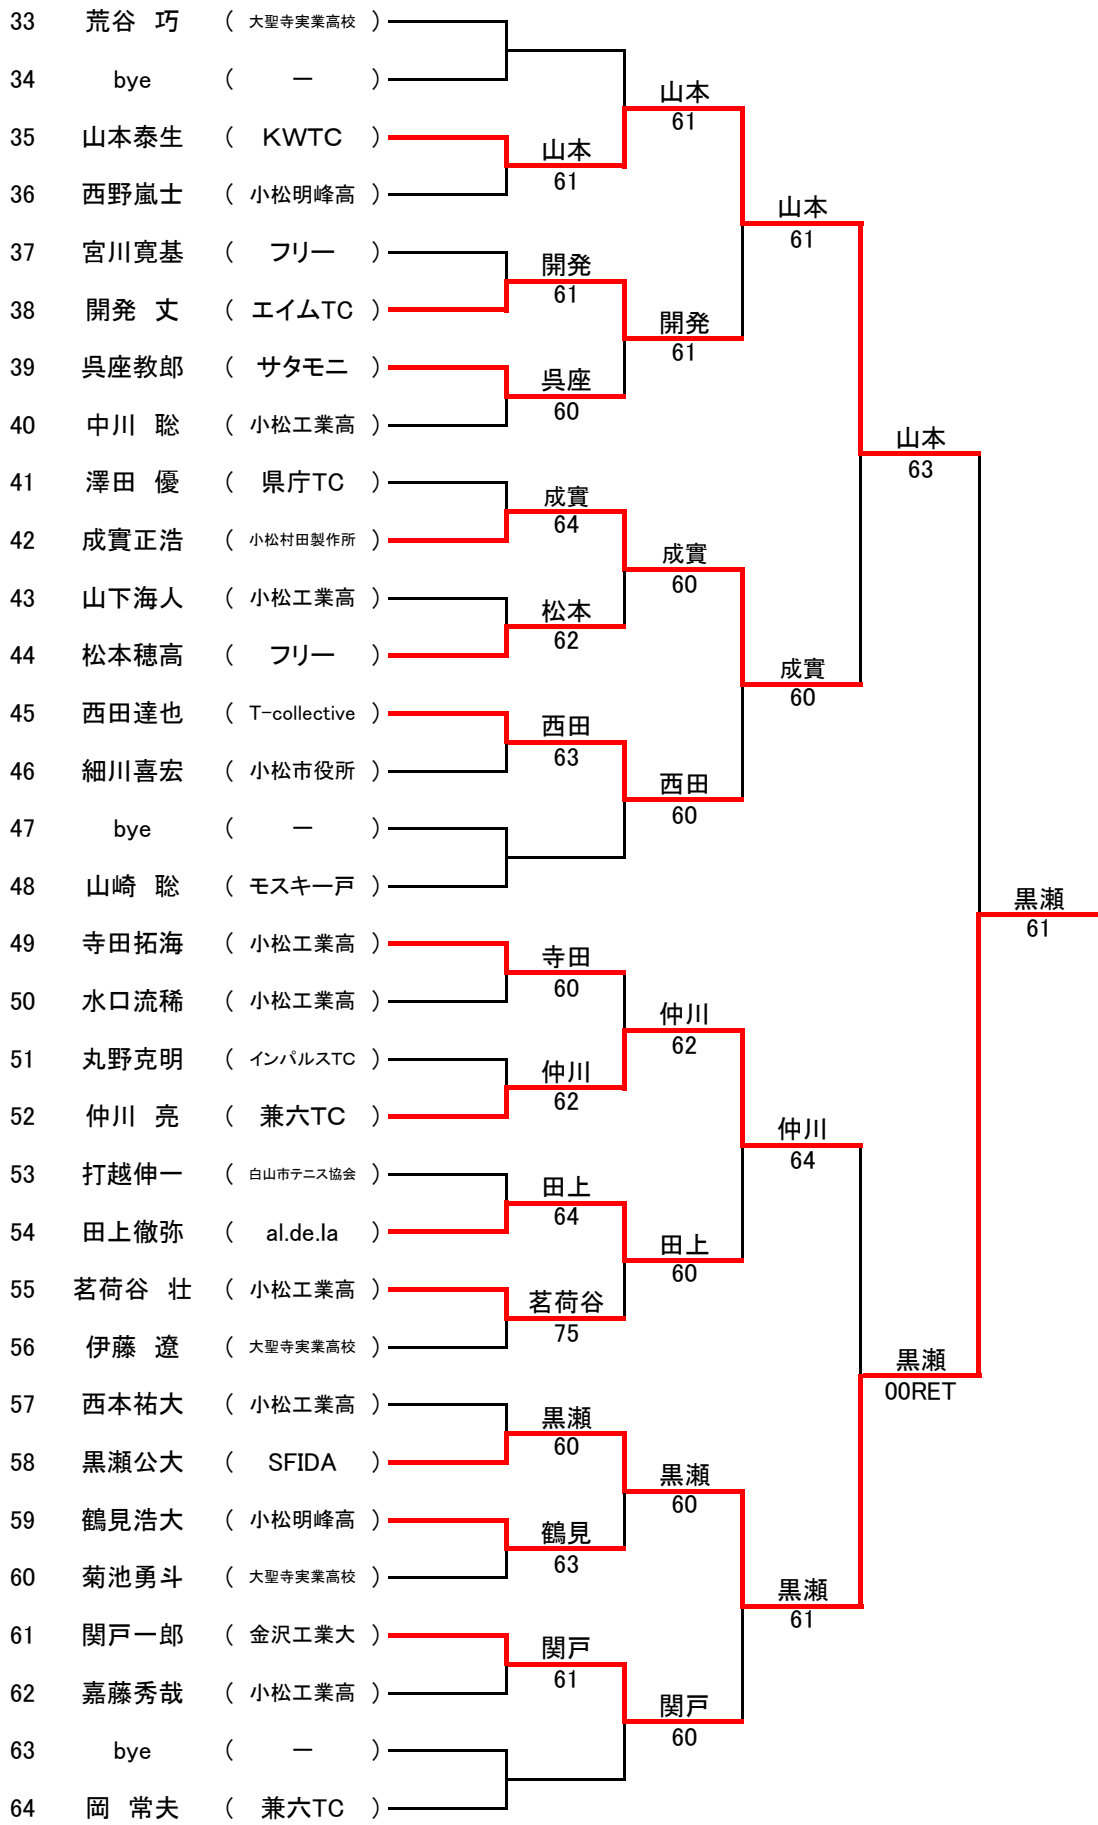 33 荒谷 巧 ( 大聖寺実業高校 )
34 bye ( ー )
山本
61
35 山本泰生 ( KWTC )
山本
61
36 西野嵐士 ( 小松明峰高 )
山本
61
37 宮川寛基 ( フリー )
開発
61
38 開発 丈 ( エイムTC )
開発
61
39 呉座教郎 ( サタモニ )
呉座
60
40 中川 聡 ( 小松工業高 )
山本
63
41 澤田 優 ( 県庁TC )
成實
64
42 成實正浩 ( 小松村田製作所 )
成實
60
43 山下海人 ( 小松工業高 )
松本
62
44 松本穂高 ( フリー )
成實
60
45 西田達也 ( T-collective )
西田
63
46 細川喜宏 ( 小松市役所 )
西田
60
47 bye ( ー )
48 山崎 聡 ( モスキー戸 )
黒瀬
61
49 寺田拓海 ( 小松工業高 )
寺田
60
50 水口流稀 ( 小松工業高 )
仲川
62
51 丸野克明 ( インパルスTC )
仲川
62
52 仲川 亮 ( 兼六TC )
仲川
64
53 打越伸一 ( 白山市テニス協会 )
田上
64
54 田上徹弥 ( al.de.la )
田上
60
55 茗荷谷 壮 ( 小松工業高 )
茗荷谷
75
56 伊藤 遼 ( 大聖寺実業高校 )
黒瀬
00RET
57 西本祐大 ( 小松工業高 )
黒瀬
60
58 黒瀬公大 ( SFIDA )
黒瀬
60
59 鶴見浩大 ( 小松明峰高 )
鶴見
63
60 菊池勇斗 ( 大聖寺実業高校 )
黒瀬
61
61 関戸一郎 ( 金沢工業大 )
関戸
61
62 嘉藤秀哉 ( 小松工業高 )
関戸
60
63 bye ( ー )
64 岡 常夫 ( 兼六TC )